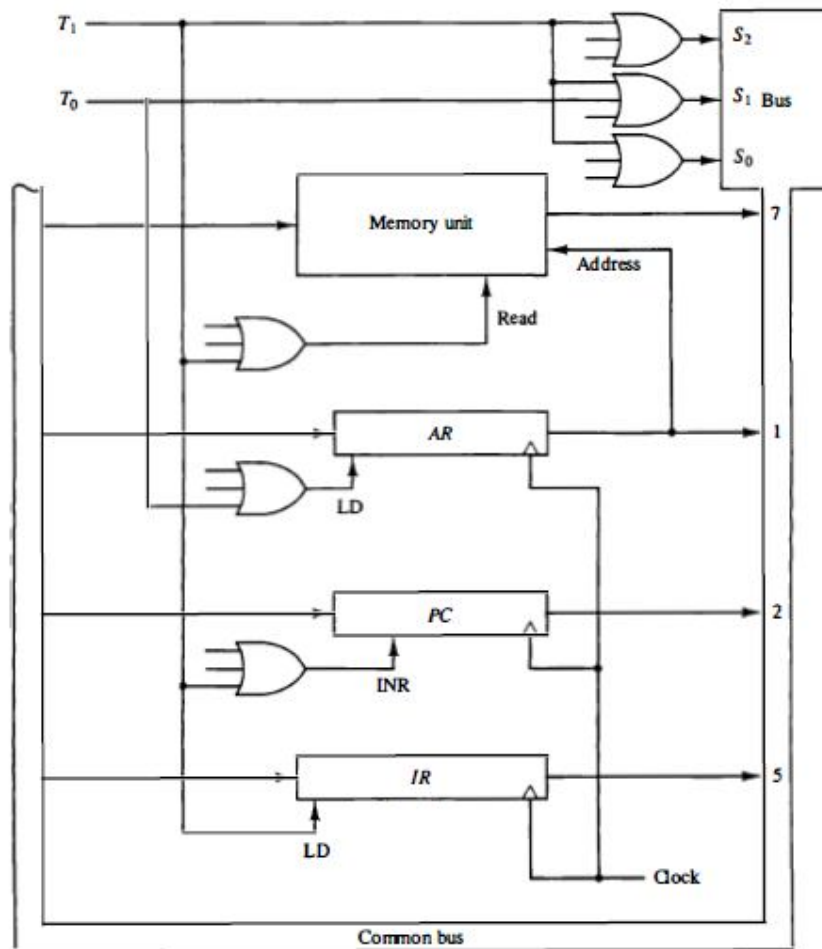 T₁
S₂
T₀
S₁ Bus
S₀
Memory unit
7
Address
Read
AR
1
LD
PC
2
INR
IR
5
LD
Clock
Common bus